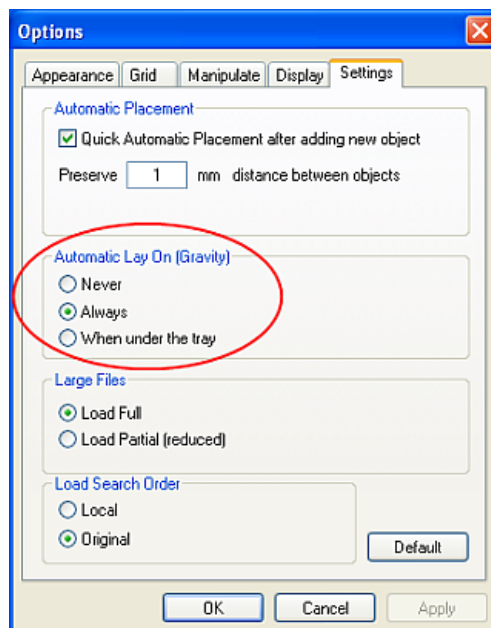 Options
Appearance Grid Manipulate Display Settings
Automatic Placement
Quick Automatic Placement after adding new object
Preserve 1 mm distance between objects
Automatic Lay On (Gravity)
Never
Always
When under the tray
Large Files
Load Full
Load Partial (reduced)
Load Search Order
Local
Original
Default
OK Cancel Apply